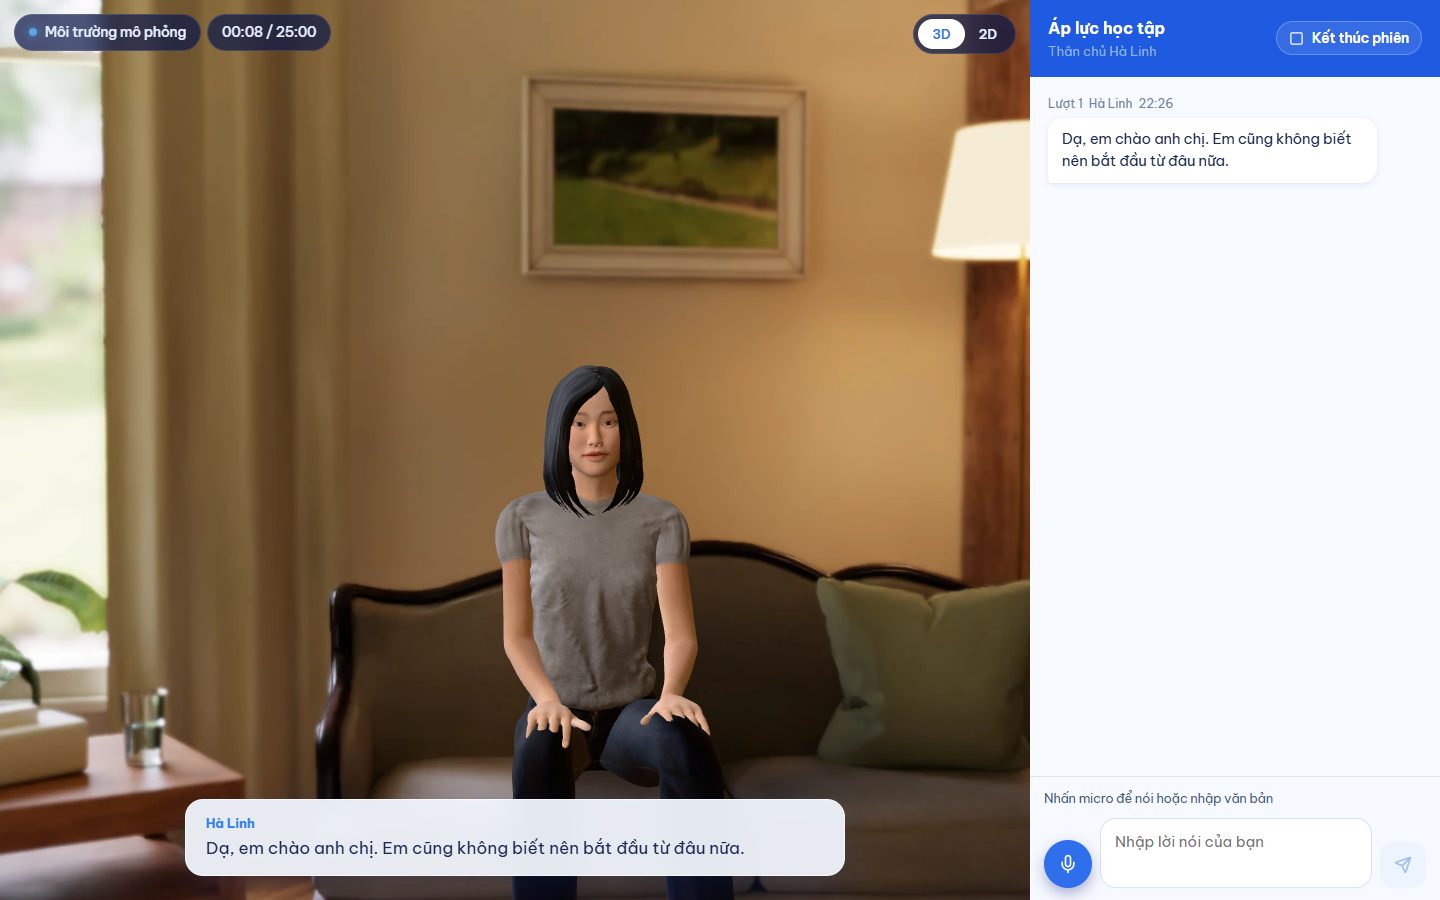 Môi trường mô phỏng
00:08 / 25:00
3D 2D
Áp lực học tập
Thân chủ Hà Linh
Kết thúc phiên
Lượt 1 Hà Linh 22:26
Dạ, em chào anh chị. Em cũng không biết
nên bắt đầu từ đâu nữa.
Hà Linh
Dạ, em chào anh chị. Em cũng không biết nên bắt đầu từ đâu nữa.
Nhấn micro để nói hoặc nhập văn bản
Nhập lời nói của bạn